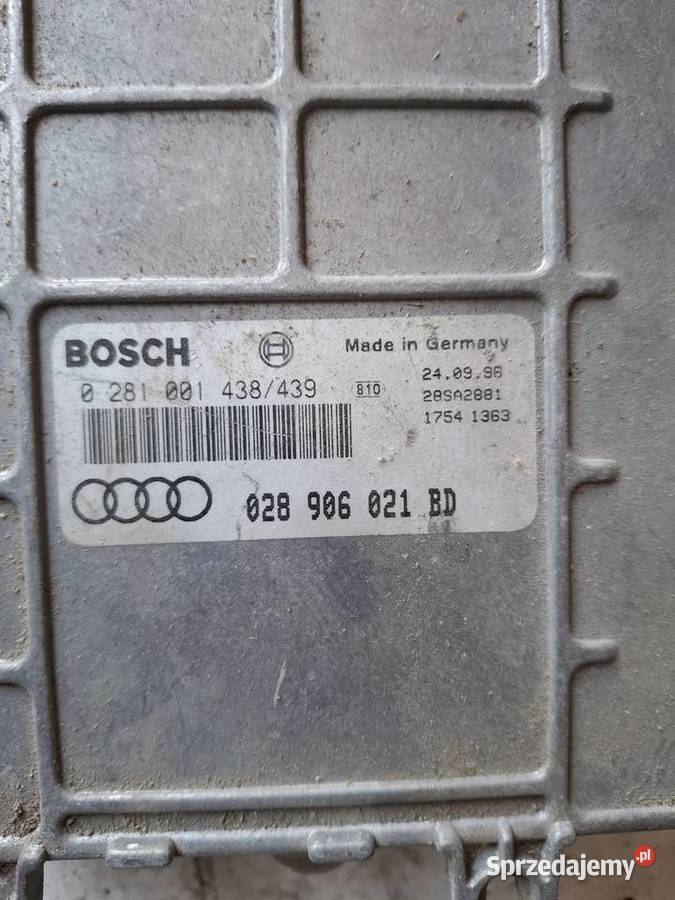 BOSCH
Made in Germany
0 281 001 438/439
810
24.09.96
28SA2881
1754 1363
028 906 021 BD
Sprzedajemy.pl